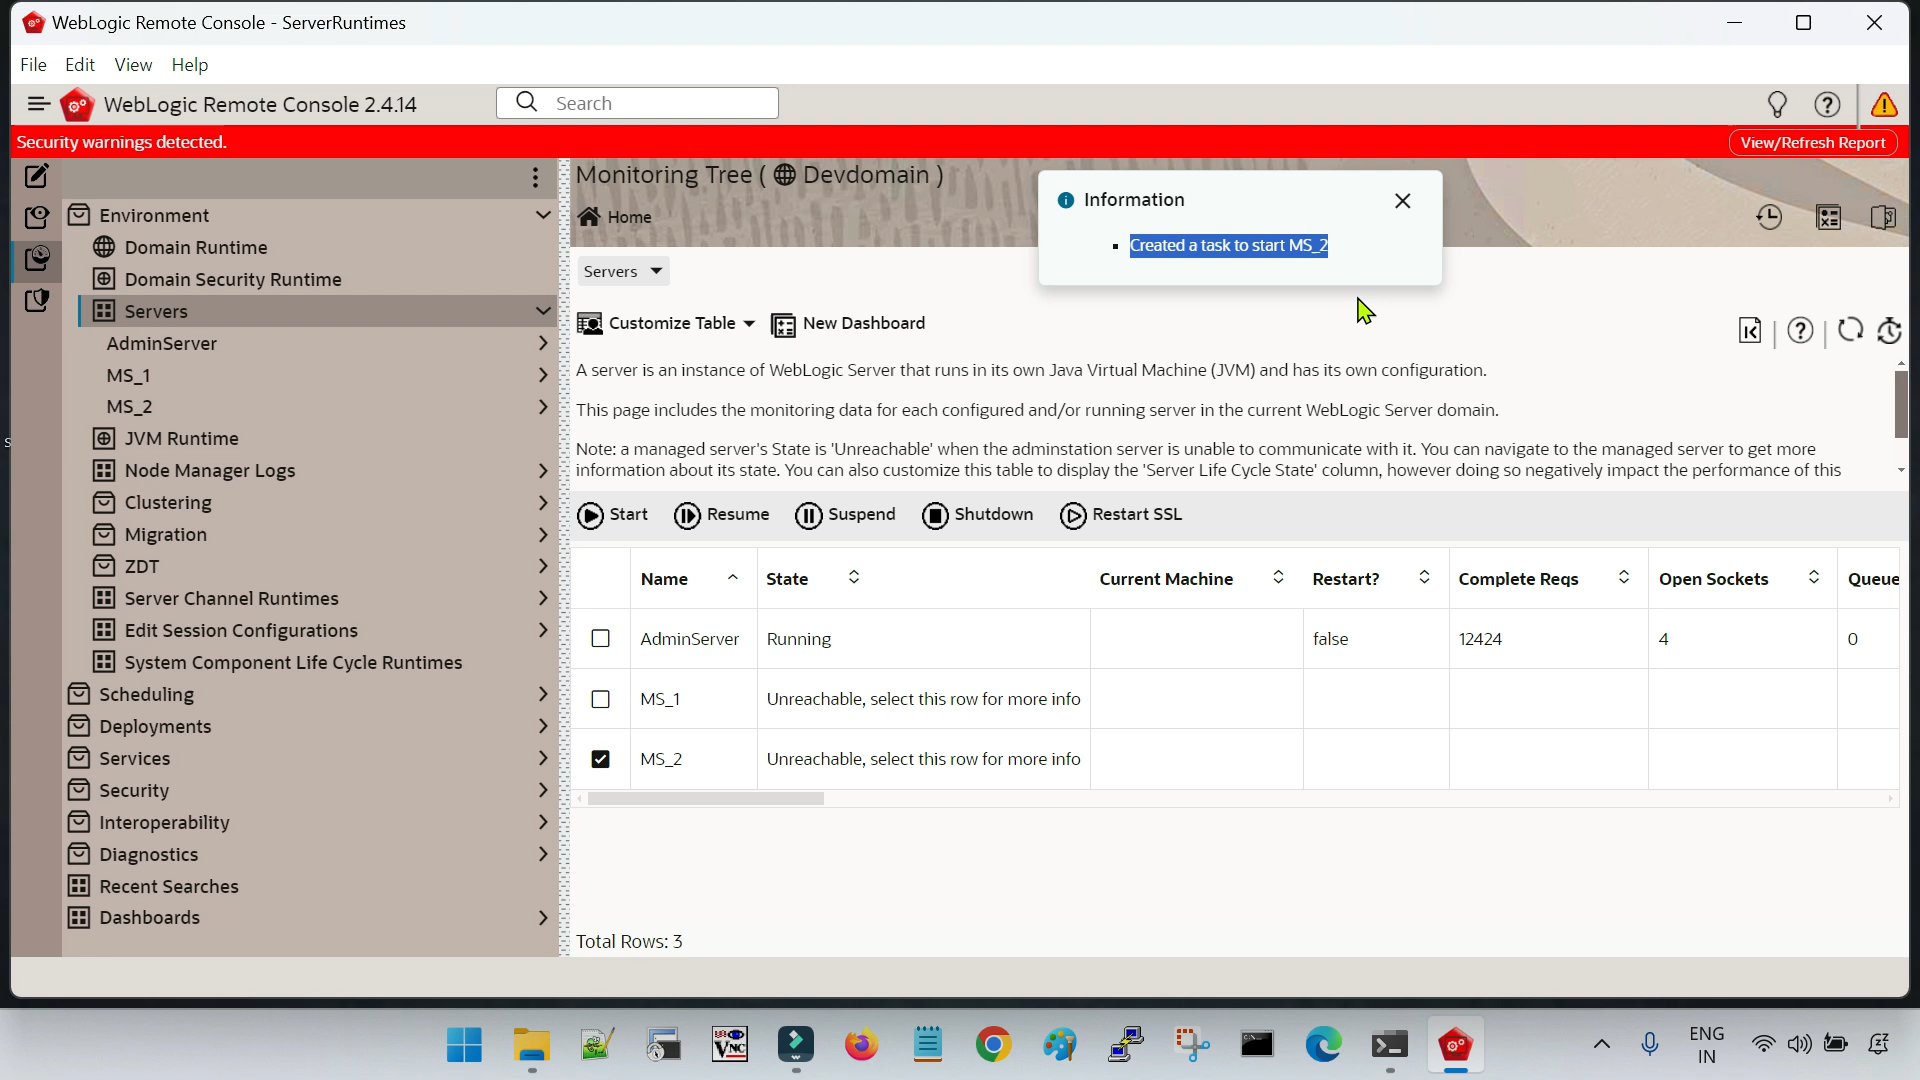 WebLogic Remote Console - ServerRuntimes
File Edit View Help
WebLogic Remote Console 2.4.14
Search
Security warnings detected.
View/Refresh Report
Monitoring Tree ( Devdomain )
Home
Information
Created a task to start MS_2
Environment
Domain Runtime
Domain Security Runtime
Servers
AdminServer
MS_1
MS_2
JVM Runtime
Node Manager Logs
Clustering
Migration
ZDT
Server Channel Runtimes
Edit Session Configurations
System Component Life Cycle Runtimes
Scheduling
Deployments
Services
Security
Interoperability
Diagnostics
Recent Searches
Dashboards
Servers
Customize Table New Dashboard
A server is an instance of WebLogic Server that runs in its own Java Virtual Machine (JVM) and has its own configuration.
This page includes the monitoring data for each configured and/or running server in the current WebLogic Server domain.
Note: a managed server's State is 'Unreachable' when the adminstation server is unable to communicate with it. You can navigate to the managed server to get more
information about its state. You can also customize this table to display the 'Server Life Cycle State' column, however doing so negatively impact the performance of this
Start Resume Suspend Shutdown Restart SSL
Name State Current Machine Restart? Complete Reqs Open Sockets Queue
AdminServer Running false 12424 4 0
MS_1 Unreachable, select this row for more info
MS_2 Unreachable, select this row for more info
Total Rows: 3
ENG
IN